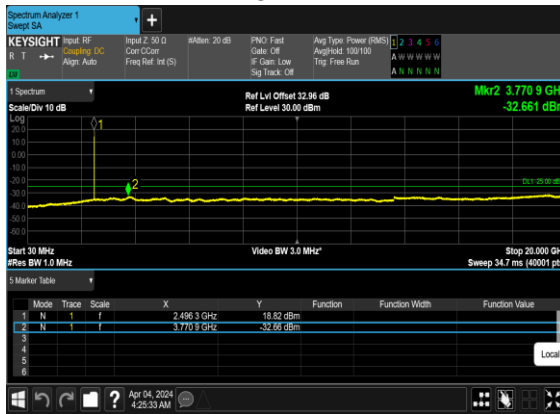 Spectrum Analyzer 1
Swept SA
+
KEYSIGHT Input: RF Input Z: 50 Ω #Atten: 20 dB PNO: Fast Avg Type: Power (RMS) 1 2 3 4 5 6
R T Coupling: DC Corr CCorr Gate: Off Avg|Hold: 100/100 A W W W W W
Align: Auto Freq Ref: Int (S) IF Gain: Low Trig: Free Run
Sig Track: Off A N N N N N
1 Spectrum
Scale/Div 10 dB
Ref Lvl Offset 32.96 dB
Ref Level 30.00 dBm
Mkr2 3.770 9 GH
-32.661 dB
Log
20.0
10.0
0.00
-10.0
-20.0
-30.0
-40.0
-50.0
-60.0
1
2
DL1 -25.00 dB
Start 30 MHz Video BW 3.0 MHz* Stop 20.000 GH
#Res BW 1.0 MHz Sweep 34.7 ms (40001 pt
5 Marker Table
Mode Trace Scale X Y Function Function Width Function Value
1 N 1 f 2.496 3 GHz 18.82 dBm
2 N 1 f 3.770 9 GHz -32.66 dBm
3
4
5
6
Local
?
Apr 04, 2024
4:25:33 AM